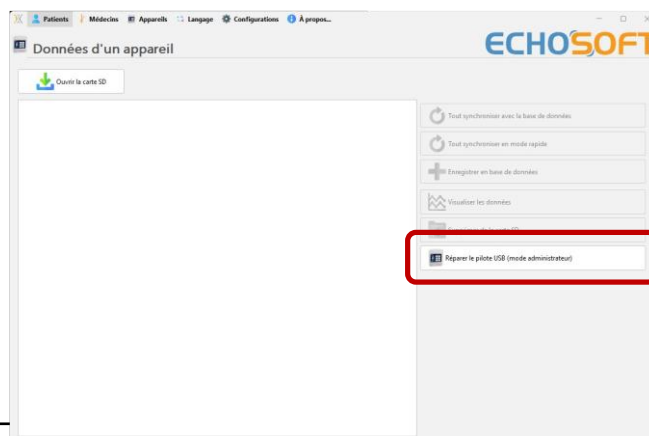 Patients Médecins Appareils Langage Configurations À propos...
Données d'un appareil
ECHOSOFT
Ouvrir la carte SD
Tout synchroniser avec la base de données
Tout synchroniser en mode rapide
Enregistrer en base de données
Visualiser les données
Réparer le pilote USB (mode administrateur)